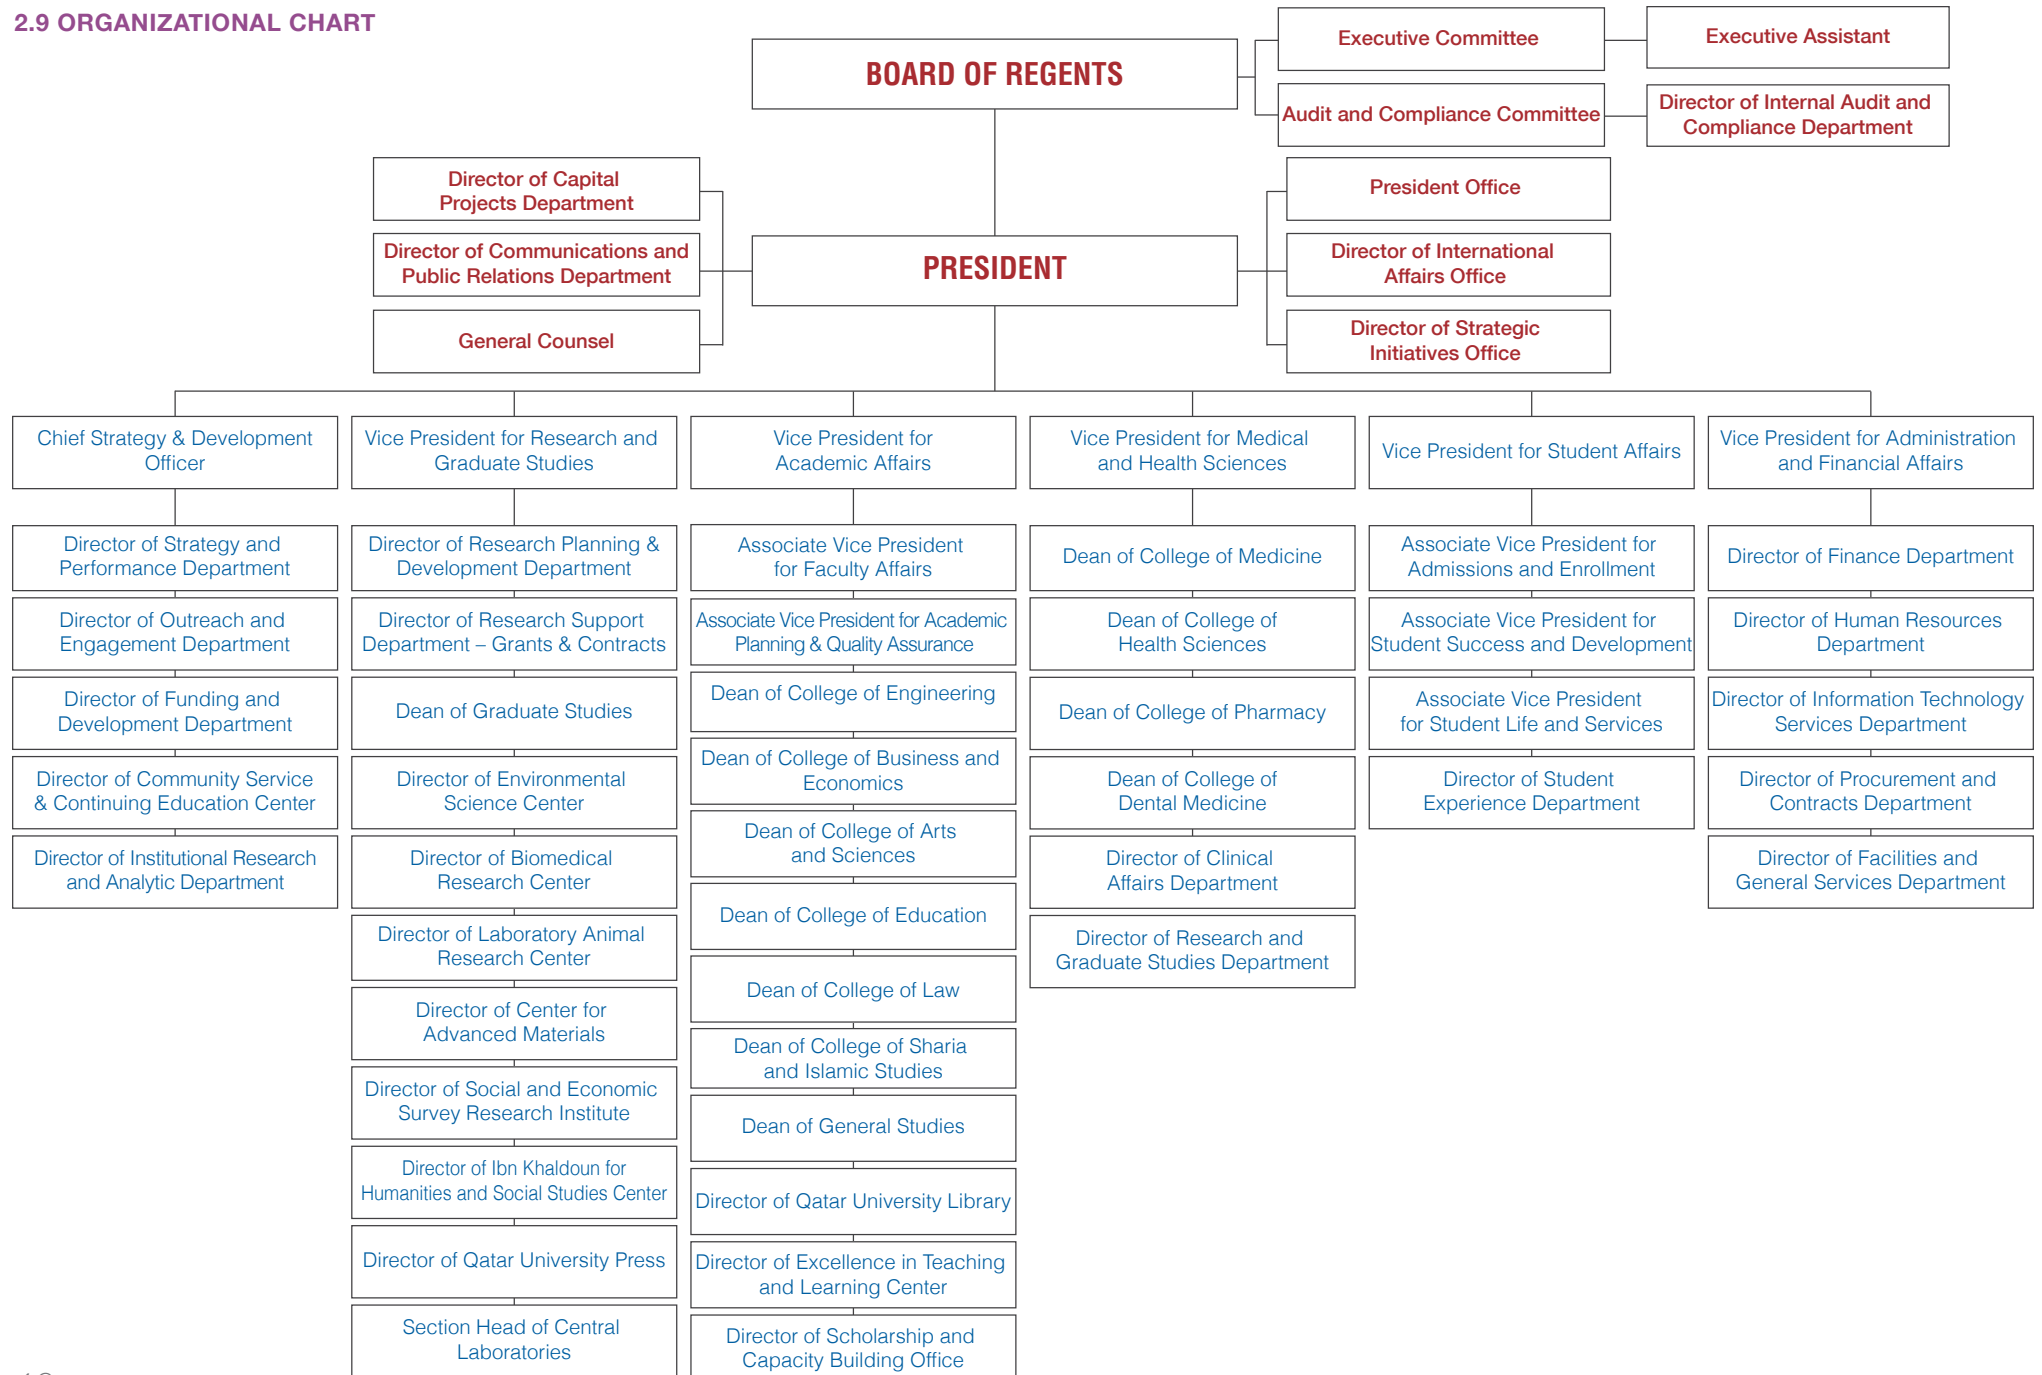 2.9 ORGANIZATIONAL CHART
BOARD OF REGENTS
Executive Committee
Executive Assistant
Audit and Compliance Committee
Director of Internal Audit and
Compliance Department
Director of Capital
Projects Department
Director of Communications and
Public Relations Department
General Counsel
PRESIDENT
President Office
Director of International
Affairs Office
Director of Strategic
Initiatives Office
Chief Strategy & Development
Officer
Director of Strategy and
Performance Department
Director of Outreach and
Engagement Department
Director of Funding and
Development Department
Director of Community Service
& Continuing Education Center
Director of Institutional Research
and Analytic Department
Vice President for Research and
Graduate Studies
Director of Research Planning &
Development Department
Director of Research Support
Department – Grants & Contracts
Dean of Graduate Studies
Director of Environmental
Science Center
Director of Biomedical
Research Center
Director of Laboratory Animal
Research Center
Director of Center for
Advanced Materials
Director of Social and Economic
Survey Research Institute
Director of Ibn Khaldoun for
Humanities and Social Studies Center
Director of Qatar University Press
Section Head of Central
Laboratories
Vice President for
Academic Affairs
Associate Vice President
for Faculty Affairs
Associate Vice President for Academic
Planning & Quality Assurance
Dean of College of Engineering
Dean of College of Business and
Economics
Dean of College of Arts
and Sciences
Dean of College of Education
Dean of College of Law
Dean of College of Sharia
and Islamic Studies
Dean of General Studies
Director of Qatar University Library
Director of Excellence in Teaching
and Learning Center
Director of Scholarship and
Capacity Building Office
Vice President for Medical
and Health Sciences
Dean of College of Medicine
Dean of College of
Health Sciences
Dean of College of Pharmacy
Dean of College of
Dental Medicine
Director of Clinical
Affairs Department
Director of Research and
Graduate Studies Department
Vice President for Student Affairs
Associate Vice President for
Admissions and Enrollment
Associate Vice President for
Student Success and Development
Associate Vice President
for Student Life and Services
Director of Student
Experience Department
Vice President for Administration
and Financial Affairs
Director of Finance Department
Director of Human Resources
Department
Director of Information Technology
Services Department
Director of Procurement and
Contracts Department
Director of Facilities and
General Services Department